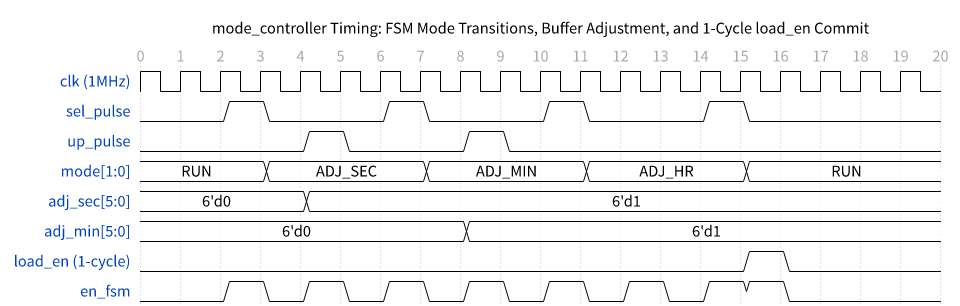 mode_controller Timing: FSM Mode Transitions, Buffer Adjustment, and 1-Cycle load_en Commit
0 1 2 3 4 5 6 7 8 9 10 11 12 13 14 15 16 17 18 19 20
clk (1MHz)
sel_pulse
up_pulse
mode[1:0] RUN ADJ_SEC ADJ_MIN ADJ_HR RUN
adj_sec[5:0] 6'd0 6'd1
adj_min[5:0] 6'd0 6'd1
load_en (1-cycle)
en_fsm